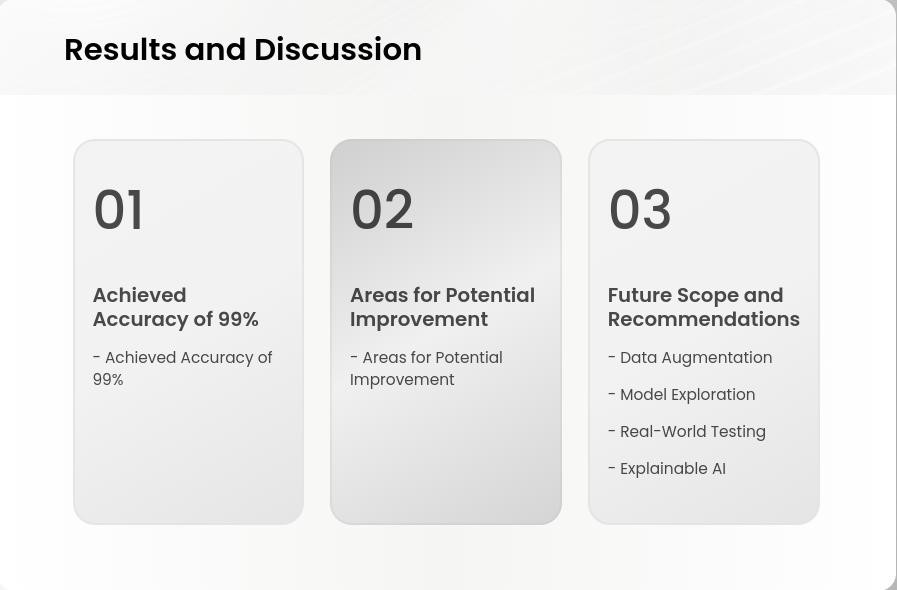 Results and Discussion
01
Achieved
Accuracy of 99%
- Achieved Accuracy of
99%
02
Areas for Potential
Improvement
- Areas for Potential
Improvement
03
Future Scope and
Recommendations
- Data Augmentation
- Model Exploration
- Real-World Testing
- Explainable AI